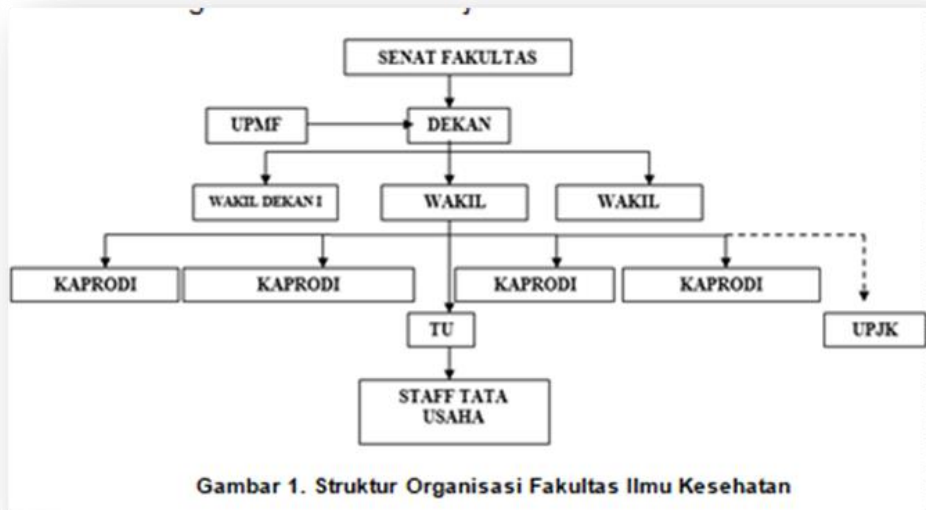 SENAT FAKULTAS
UPMF
DEKAN
WAKIL DEKAN I
WAKIL
WAKIL
KAPRODI
KAPRODI
KAPRODI
KAPRODI
TU
UPJK
STAFF TATA
USAHA
Gambar 1. Struktur Organisasi Fakultas Ilmu Kesehatan